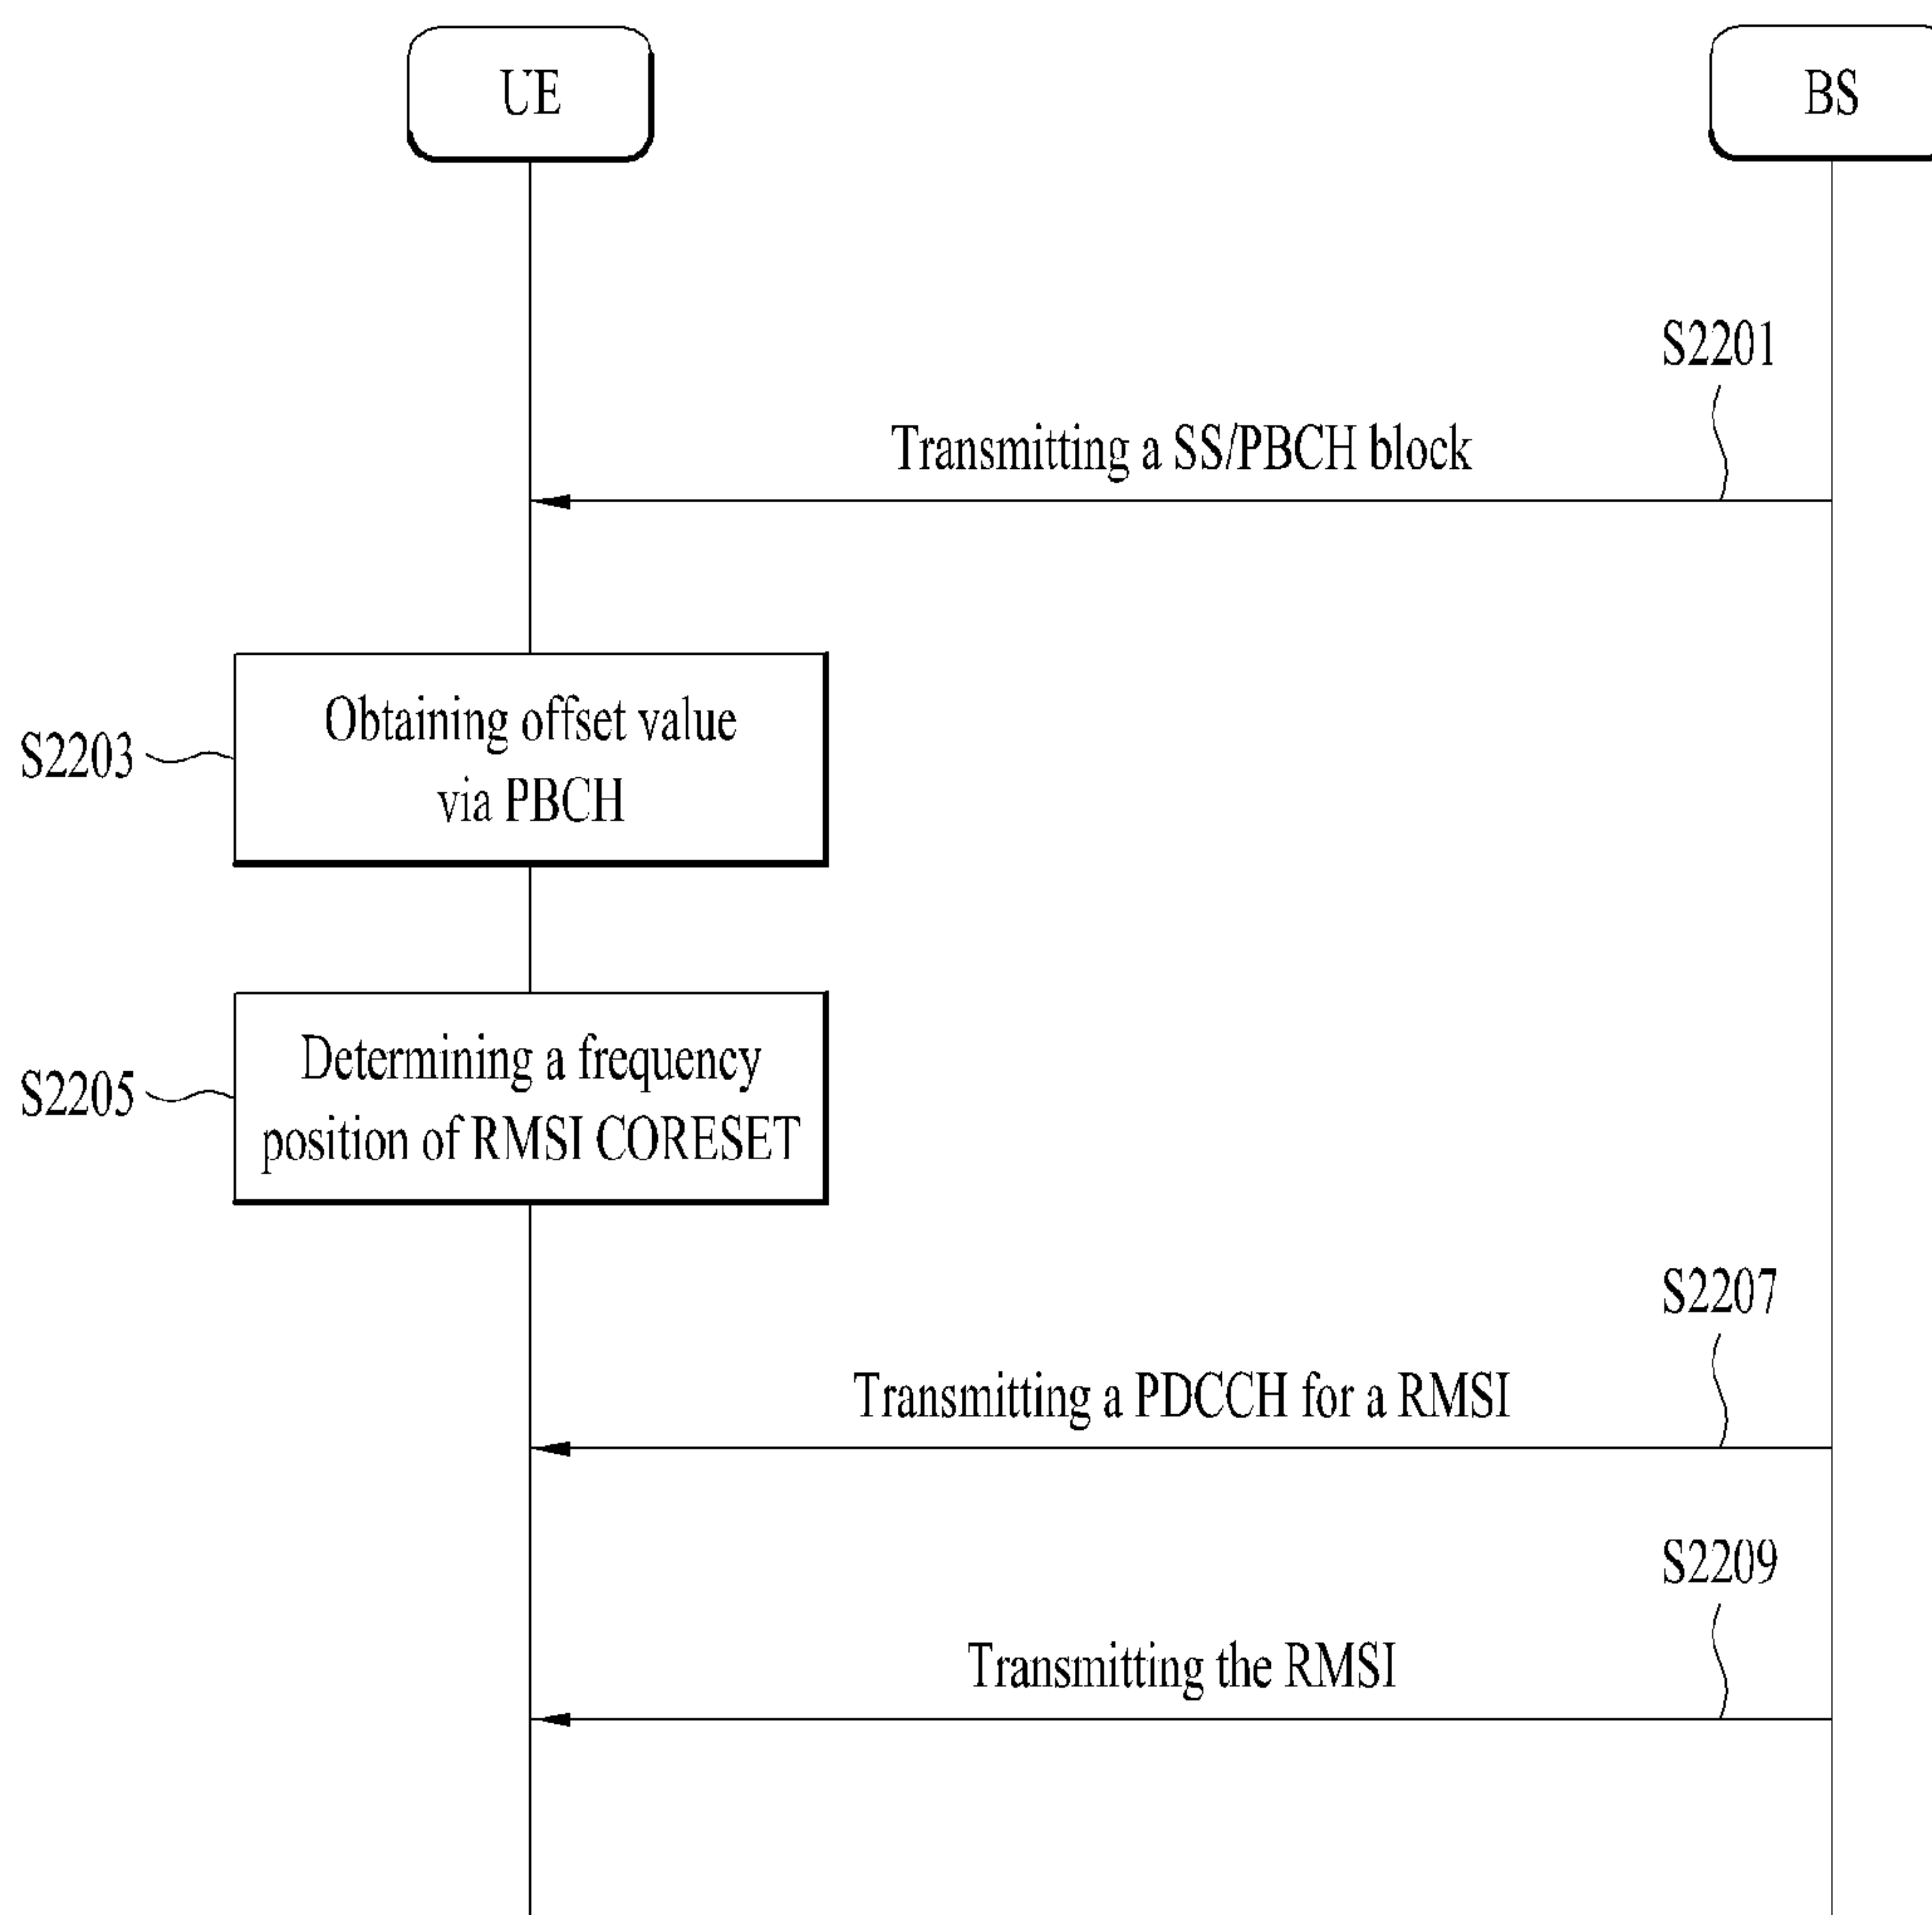 UE
BS
S2201
Transmitting a SS/PBCH block
S2203
Obtaining offset value
via PBCH
S2205
Determining a frequency
position of RMSI CORESET
S2207
Transmitting a PDCCH for a RMSI
S2209
Transmitting the RMSI